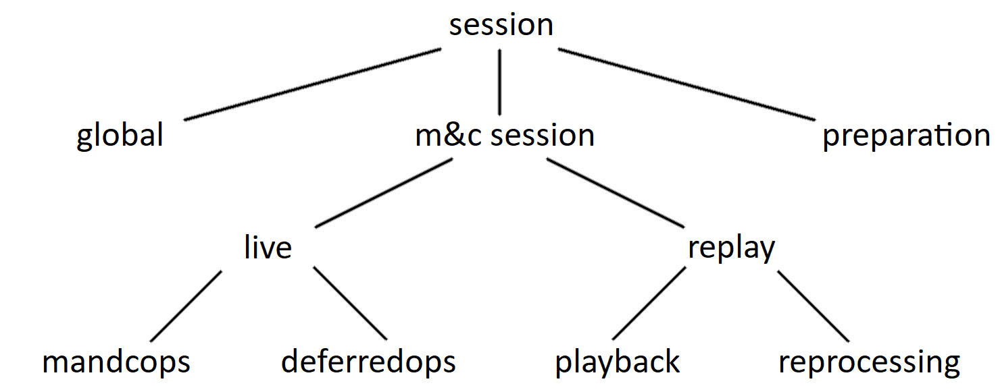 session
global m&c session preparation
live replay
mandcops deferredops playback reprocessing